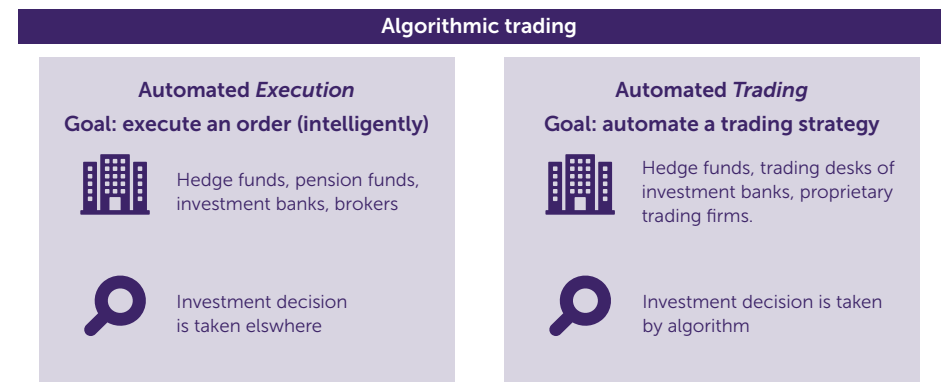 Algorithmic trading
Automated Execution
Goal: execute an order (intelligently)
Hedge funds, pension funds,
investment banks, brokers
Investment decision
is taken elswhere
Automated Trading
Goal: automate a trading strategy
Hedge funds, trading desks of
investment banks, proprietary
trading firms.
Investment decision is taken
by algorithm